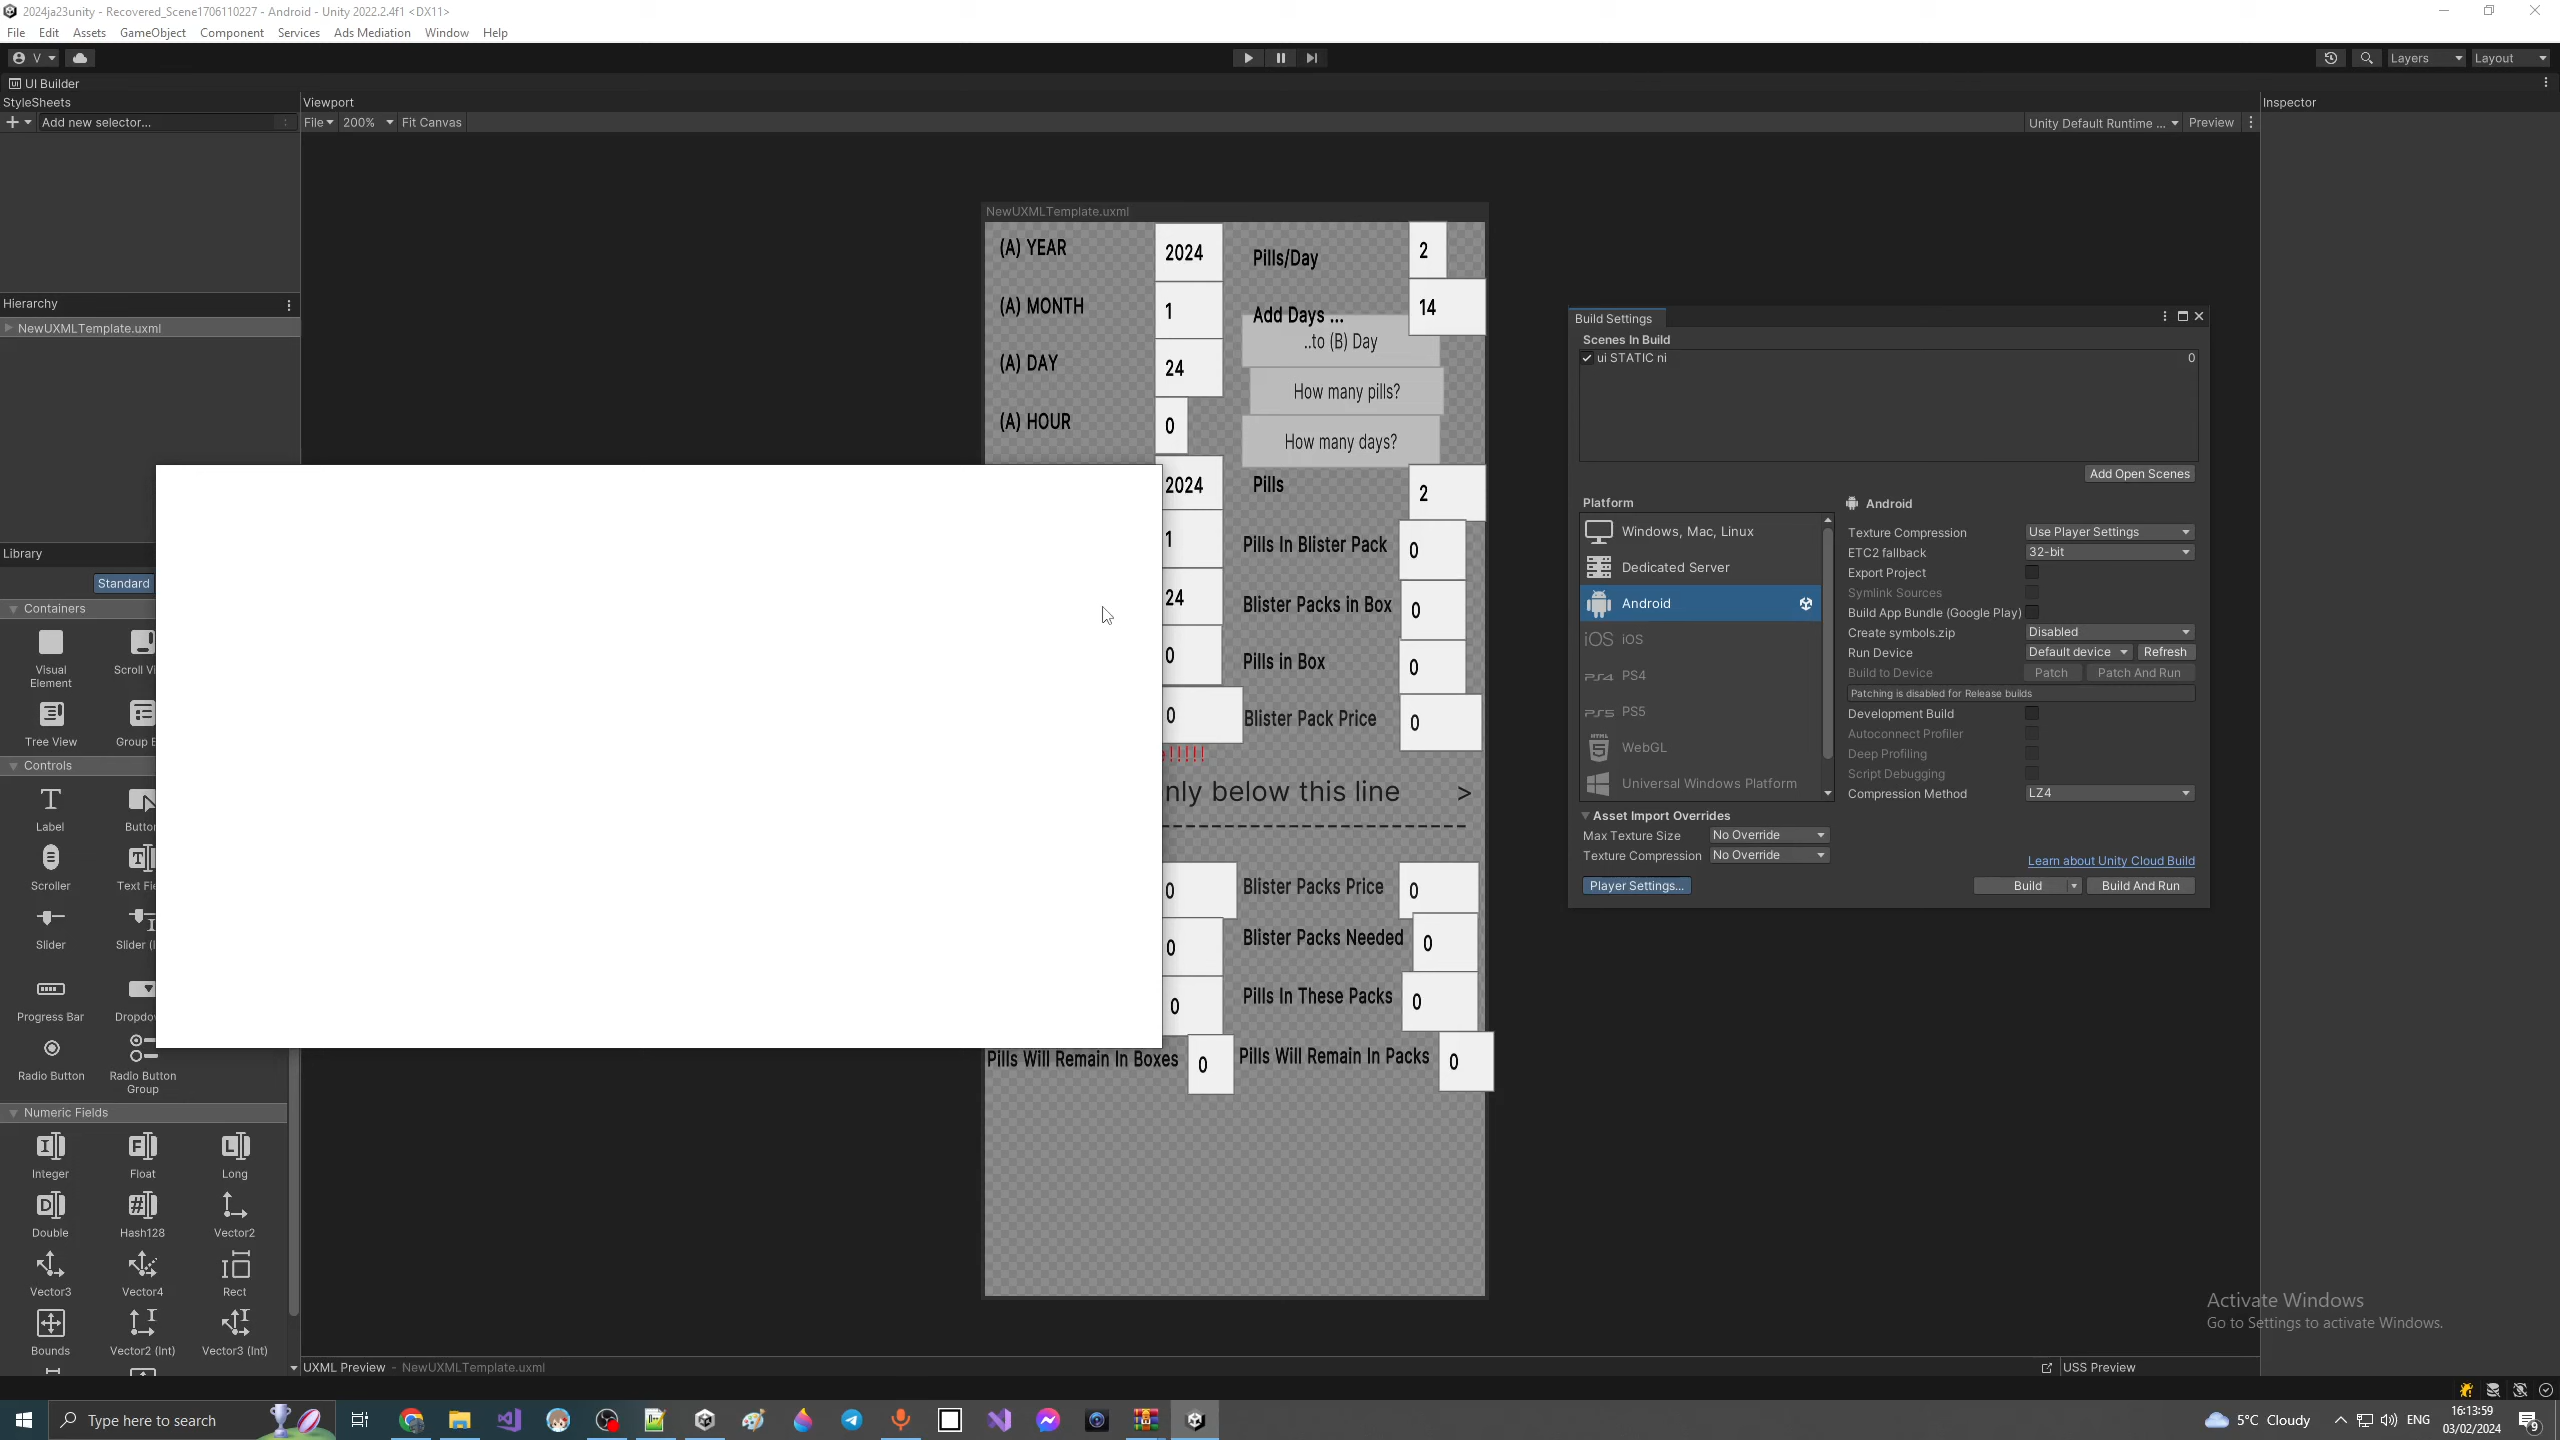 2024ja23unity - Recovered_Scene1706110227 - Android - Unity 2022.2.4f1 <DX11>
File Edit Assets GameObject Component Services Ads Mediation Window Help
V Layers Layout
UI Builder
StyleSheets
Add new selector...
Viewport
File 200% Fit Canvas
Unity Default Runtime ... Preview
Inspector
Hierarchy
NewUXMLTemplate.uxml
Library
Standard
Containers
Visual Element
Scroll Vi
Tree View
Group B
Controls
Label
Button
Scroller
Text Fie
Slider
Slider (I
Progress Bar
Dropdo
Radio Button
Radio Button Group
Numeric Fields
Integer
Float
Long
Double
Hash128
Vector2
Vector3
Vector4
Rect
Bounds
Vector2 (Int)
Vector3 (Int)
NewUXMLTemplate.uxml
(A) YEAR 2024 Pills/Day 2
(A) MONTH 1 Add Days ... 14
..to (B) Day
(A) DAY 24
How many pills?
(A) HOUR 0
How many days?
2024 Pills 2
1 Pills In Blister Pack 0
24 Blister Packs in Box 0
0 Pills in Box 0
0 Blister Pack Price 0
!!!!!
nly below this line >
0 Blister Packs Price 0
0 Blister Packs Needed 0
0 Pills In These Packs 0
Pills Will Remain In Boxes 0 Pills Will Remain In Packs 0
Build Settings
Scenes In Build
ui STATIC ni 0
Add Open Scenes
Platform
Windows, Mac, Linux
Dedicated Server
Android
iOS iOS
PS4 PS4
PS5 PS5
HTML 5 WebGL
Universal Windows Platform
Android
Texture Compression Use Player Settings
ETC2 fallback 32-bit
Export Project
Symlink Sources
Build App Bundle (Google Play)
Create symbols.zip Disabled
Run Device Default device Refresh
Build to Device Patch Patch And Run
Patching is disabled for Release builds
Development Build
Autoconnect Profiler
Deep Profiling
Script Debugging
Compression Method LZ4
Asset Import Overrides
Max Texture Size No Override
Texture Compression No Override
Learn about Unity Cloud Build
Player Settings... Build Build And Run
Activate Windows
Go to Settings to activate Windows.
UXML Preview - NewUXMLTemplate.uxml
USS Preview
Type here to search
5°C Cloudy
ENG
16:13:59
03/02/2024
9